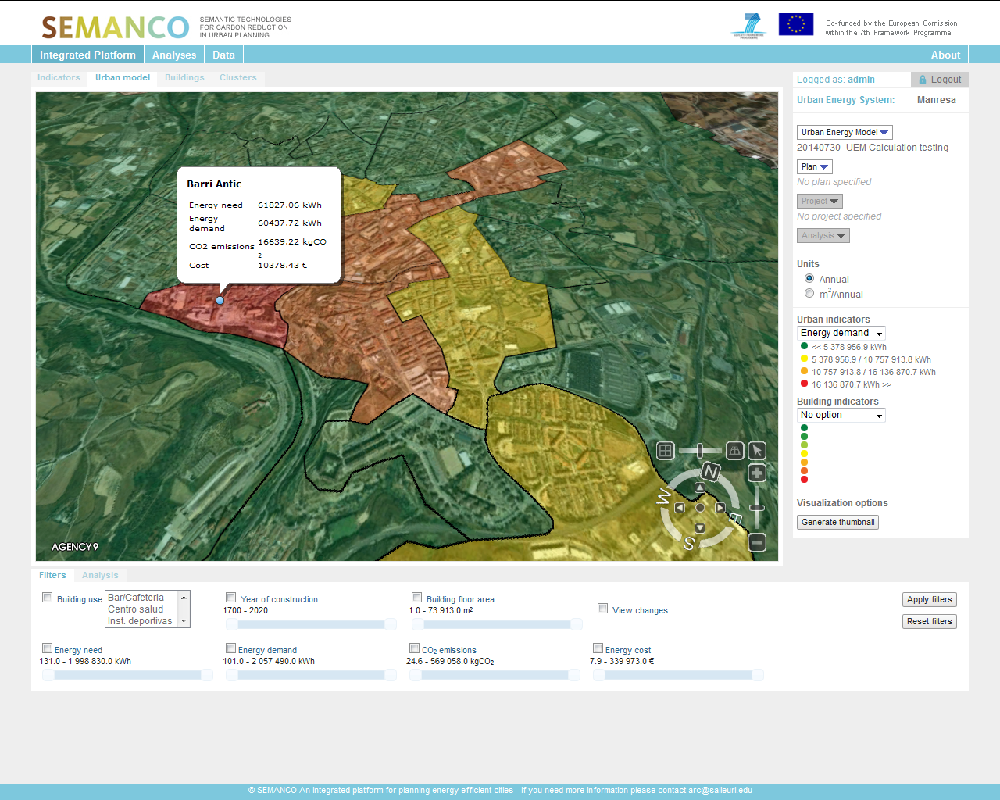 SEMANCO
SEMANTIC TECHNOLOGIES
FOR CARBON REDUCTION
IN URBAN PLANNING
Co-funded by the European Comission
within the 7th Framework Programme
Integrated Platform
Analyses
Data
About
Indicators
Urban model
Buildings
Clusters
Logged as: admin
Logout
Urban Energy System:
Manresa
Urban Energy Model
20140730_UEM Calculation testing
Plan
No plan specified
Project
No project specified
Analysis
Units
Annual
m2/Annual
Urban indicators
Energy demand
<< 5 378 956.9 kWh
5 378 956.9 / 10 757 913.8 kWh
10 757 913.8 / 16 136 870.7 kWh
16 136 870.7 kWh >>
Building indicators
No option
Visualization options
Generate thumbnail
Barri Antic
Energy need 61827.06 kWh
Energy demand 60437.72 kWh
CO2 emissions 16639.22 kgCO2
Cost 10378.43 €
N
W
E
S
AGENCY9
Filters
Analysis
Building use
Bar/Cafeteria
Centro salud
Inst. deportivas
Year of construction
1700 - 2020
Building floor area
1.0 - 73 913.0 m²
View changes
Apply filters
Reset filters
Energy need
131.0 - 1 998 830.0 kWh
Energy demand
101.0 - 2 057 490.0 kWh
CO2 emissions
24.6 - 569 058.0 kgCO2
Energy cost
7.9 - 339 973.0 €
© SEMANCO An integrated platform for planning energy efficient cities - If you need more information please contact arc@salleurl.edu